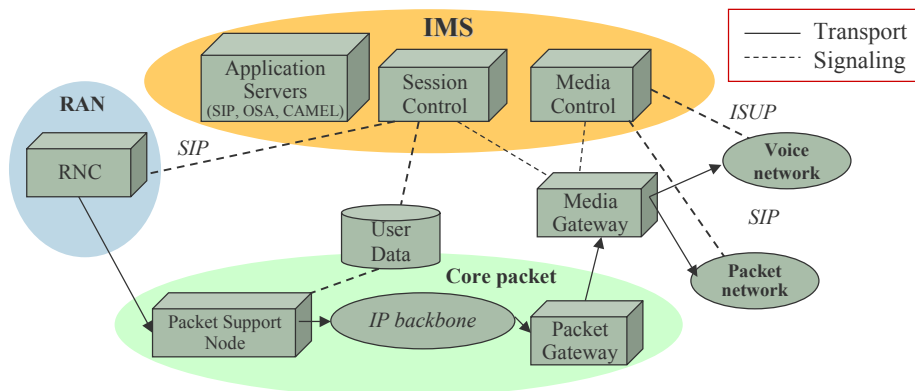 IMS
Transport
Signaling
Application
Servers
(SIP, OSA, CAMEL)
Session
Control
Media
Control
RAN
ISUP
SIP
RNC
Voice
network
Media
Gateway
SIP
User
Data
Core packet
Packet
network
Packet Support
Node
IP backbone
Packet
Gateway